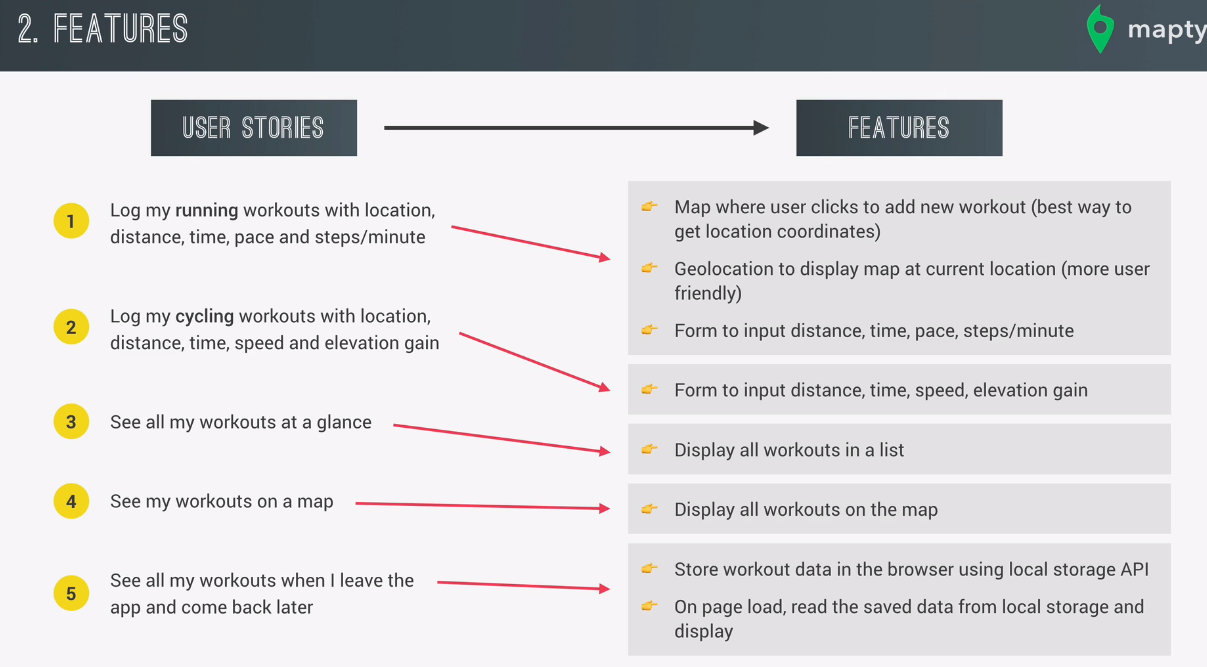 2. FEATURES
mapty
USER STORIES
FEATURES
1
Log my running workouts with location,
distance, time, pace and steps/minute
2
Log my cycling workouts with location,
distance, time, speed and elevation gain
3
See all my workouts at a glance
4
See my workouts on a map
5
See all my workouts when I leave the
app and come back later
Map where user clicks to add new workout (best way to
get location coordinates)
Geolocation to display map at current location (more user
friendly)
Form to input distance, time, pace, steps/minute
Form to input distance, time, speed, elevation gain
Display all workouts in a list
Display all workouts on the map
Store workout data in the browser using local storage API
On page load, read the saved data from local storage and
display